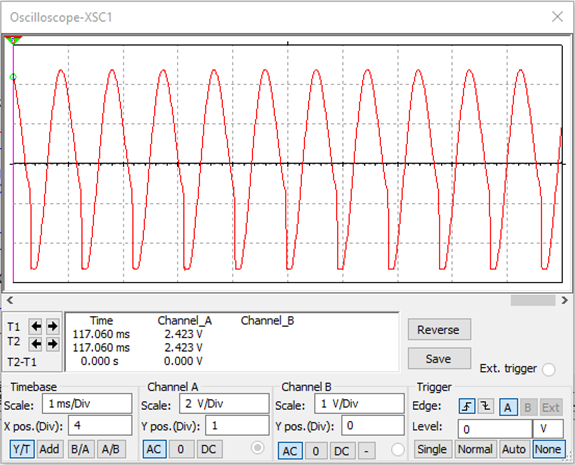 Oscilloscope-XSC1
T1
T2
T2-T1
Time Channel_A Channel_B
117.060 ms 2.423 V
117.060 ms 2.423 V
0.000 s 0.000 V
Reverse
Save
Ext. trigger
Timebase
Scale: 1 ms/Div
X pos.(Div): 4
Y/T Add B/A A/B
Channel A
Scale: 2 V/Div
Y pos.(Div): 1
AC 0 DC
Channel B
Scale: 1 V/Div
Y pos.(Div): 0
AC 0 DC -
Trigger
Edge: A B Ext
Level: 0 V
Single Normal Auto None